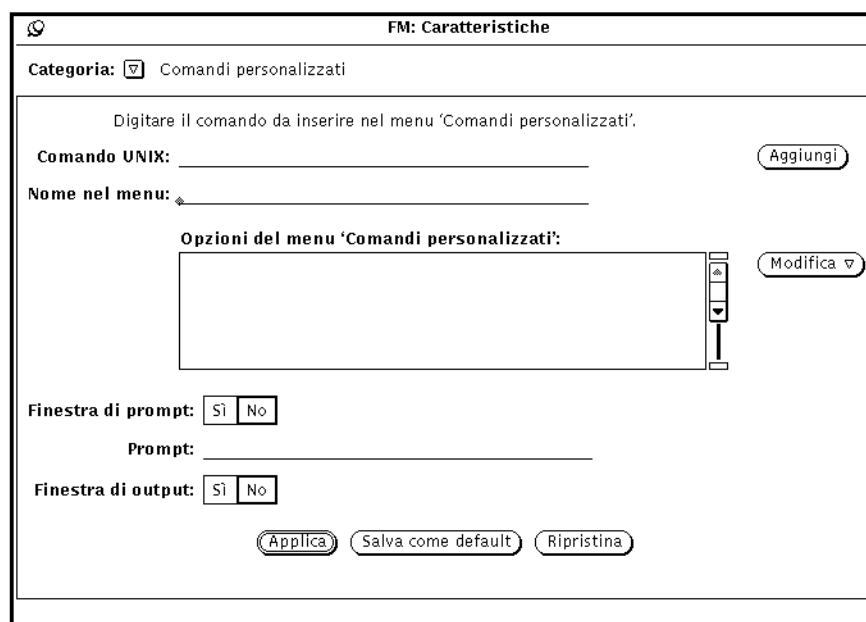 FM: Caratteristiche
Categoria: Comandi personalizzati
Digitare il comando da inserire nel menu ‘Comandi personalizzati’.
Comando UNIX: Aggiungi
Nome nel menu:
Opzioni del menu ‘Comandi personalizzati’:
Modifica
Finestra di prompt: Sì No
Prompt:
Finestra di output: Sì No
Applica Salva come default Ripristina